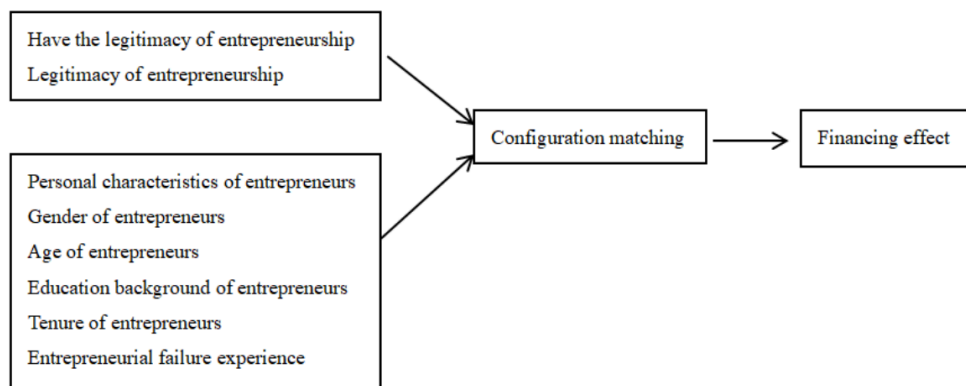 Have the legitimacy of entrepreneurship
Legitimacy of entrepreneurship
Configuration matching
Financing effect
Personal characteristics of entrepreneurs
Gender of entrepreneurs
Age of entrepreneurs
Education background of entrepreneurs
Tenure of entrepreneurs
Entrepreneurial failure experience